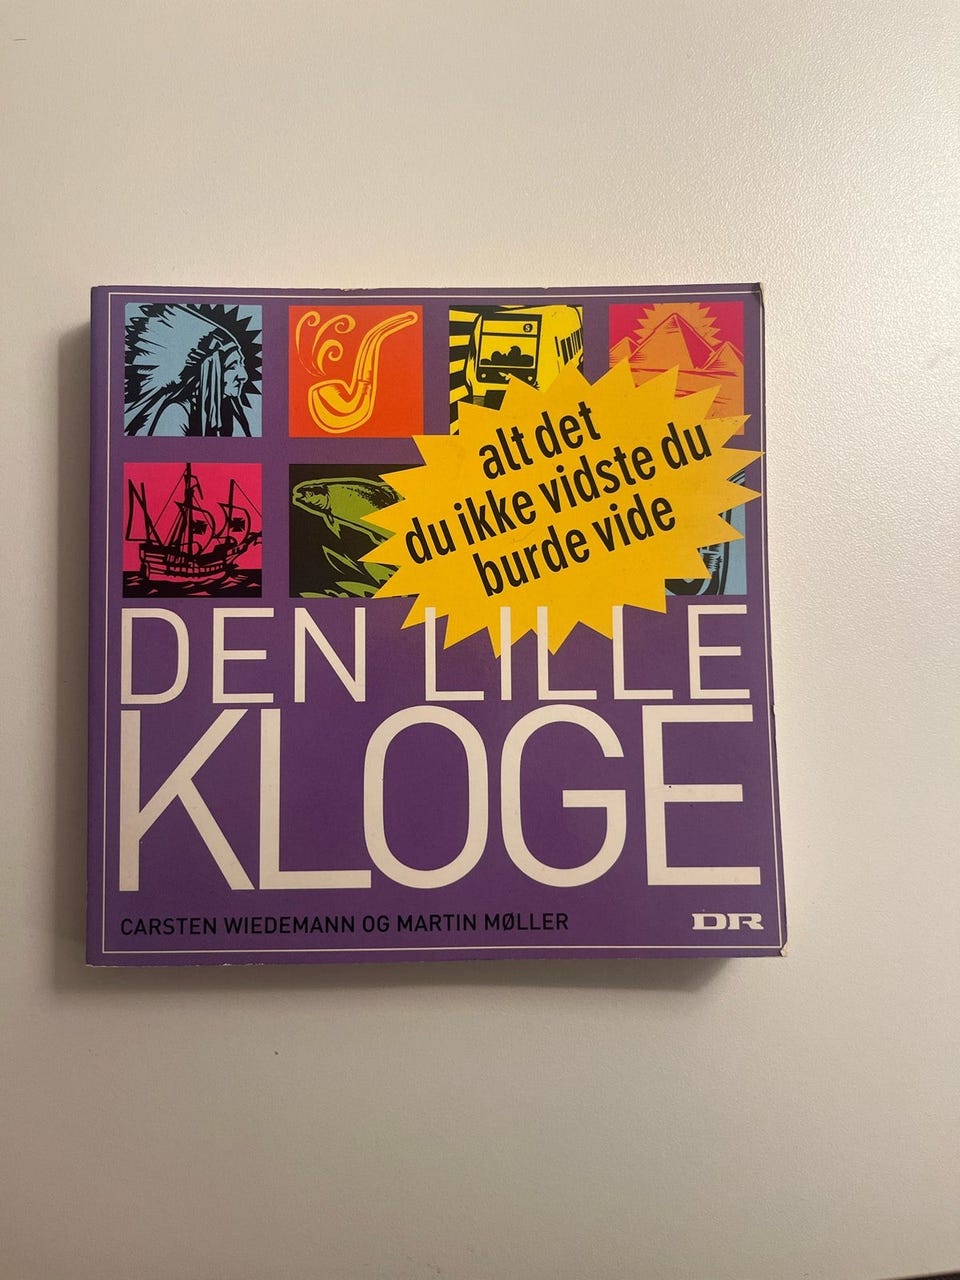 alt det
du ikke vidste du
burde vide
DEN LILLE
KLOGE
CARSTEN WIEDEMANN OG MARTIN MØLLER
DR